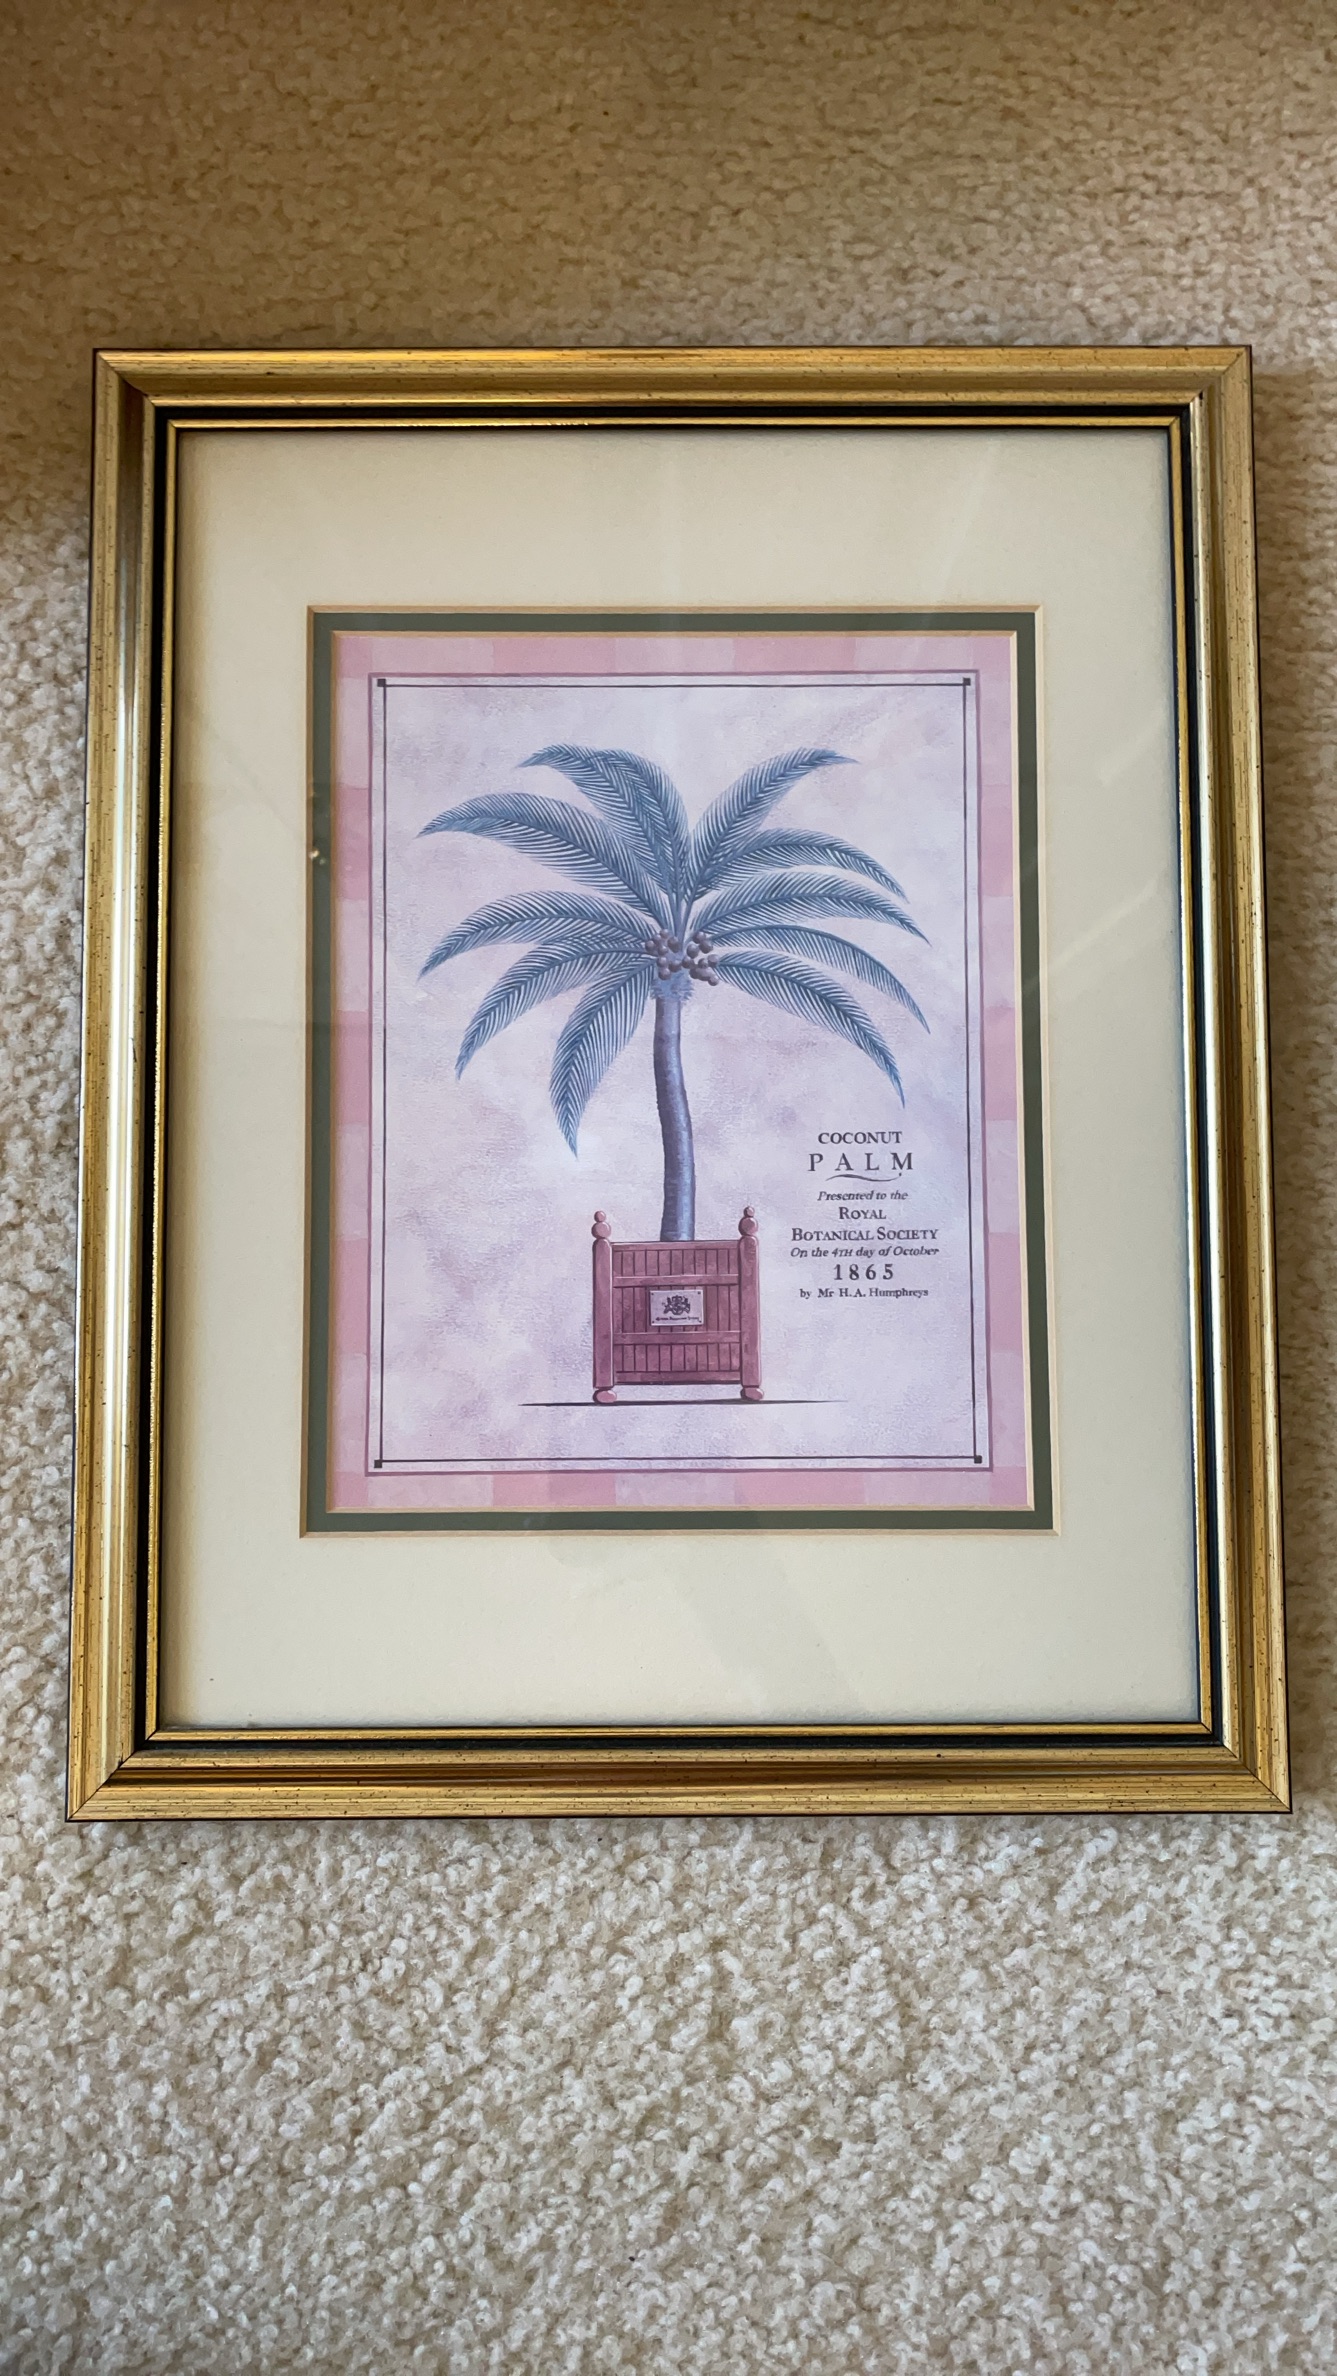 COCONUT
PALM
Presented to the
ROYAL
BOTANICAL SOCIETY
On the 4TH day of October
1865
by Mr H.A. Humphreys